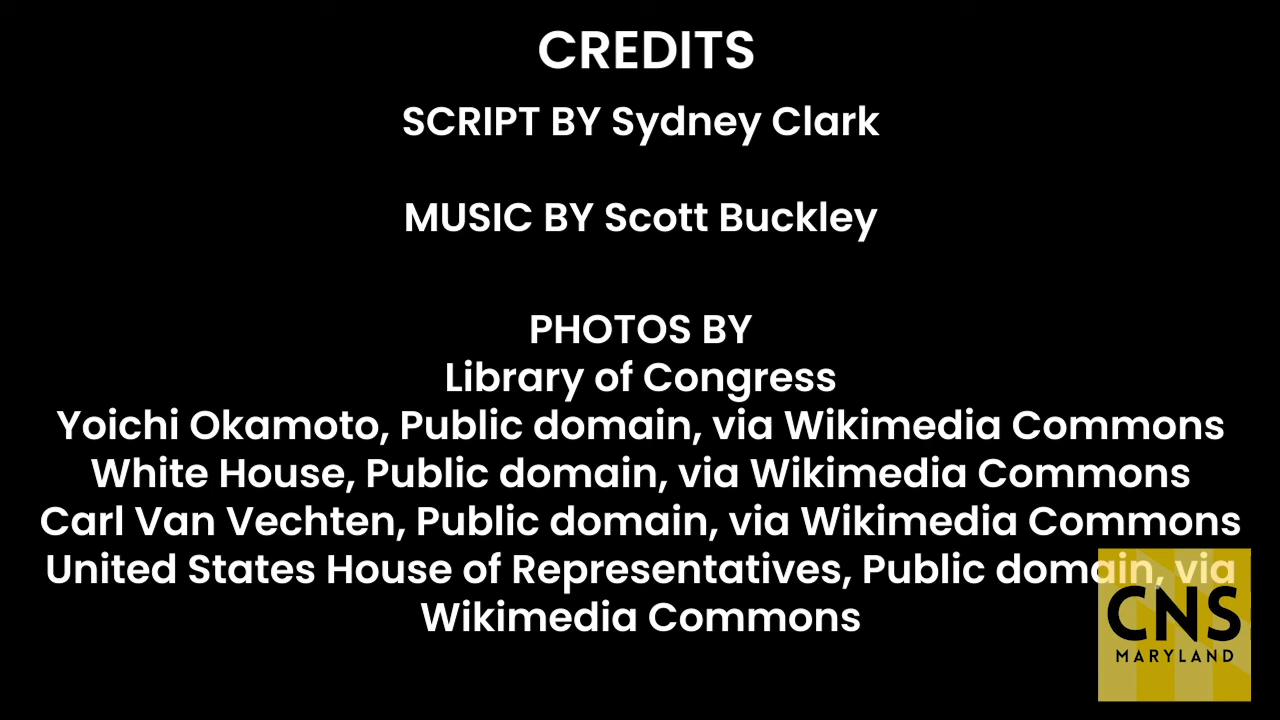 CREDITS
SCRIPT BY Sydney Clark
MUSIC BY Scott Buckley
PHOTOS BY
Library of Congress
Yoichi Okamoto, Public domain, via Wikimedia Commons
White House, Public domain, via Wikimedia Commons
Carl Van Vechten, Public domain, via Wikimedia Commons
United States House of Representatives, Public domain, via
Wikimedia Commons
CNS
MARYLAND